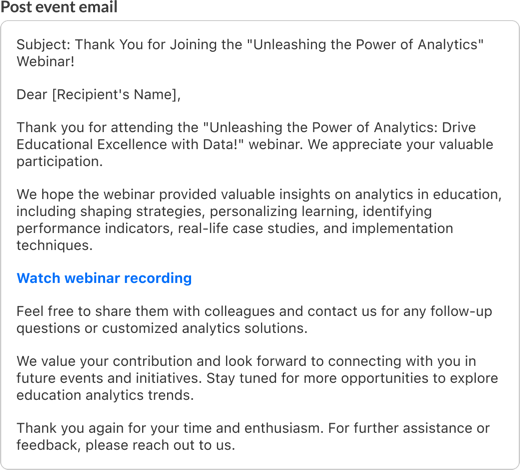 Post event email
Subject: Thank You for Joining the "Unleashing the Power of Analytics"
Webinar!
Dear [Recipient's Name],
Thank you for attending the "Unleashing the Power of Analytics: Drive
Educational Excellence with Data!" webinar. We appreciate your valuable
participation.
We hope the webinar provided valuable insights on analytics in education,
including shaping strategies, personalizing learning, identifying
performance indicators, real-life case studies, and implementation
techniques.
Watch webinar recording
Feel free to share them with colleagues and contact us for any follow-up
questions or customized analytics solutions.
We value your contribution and look forward to connecting with you in
future events and initiatives. Stay tuned for more opportunities to explore
education analytics trends.
Thank you again for your time and enthusiasm. For further assistance or
feedback, please reach out to us.